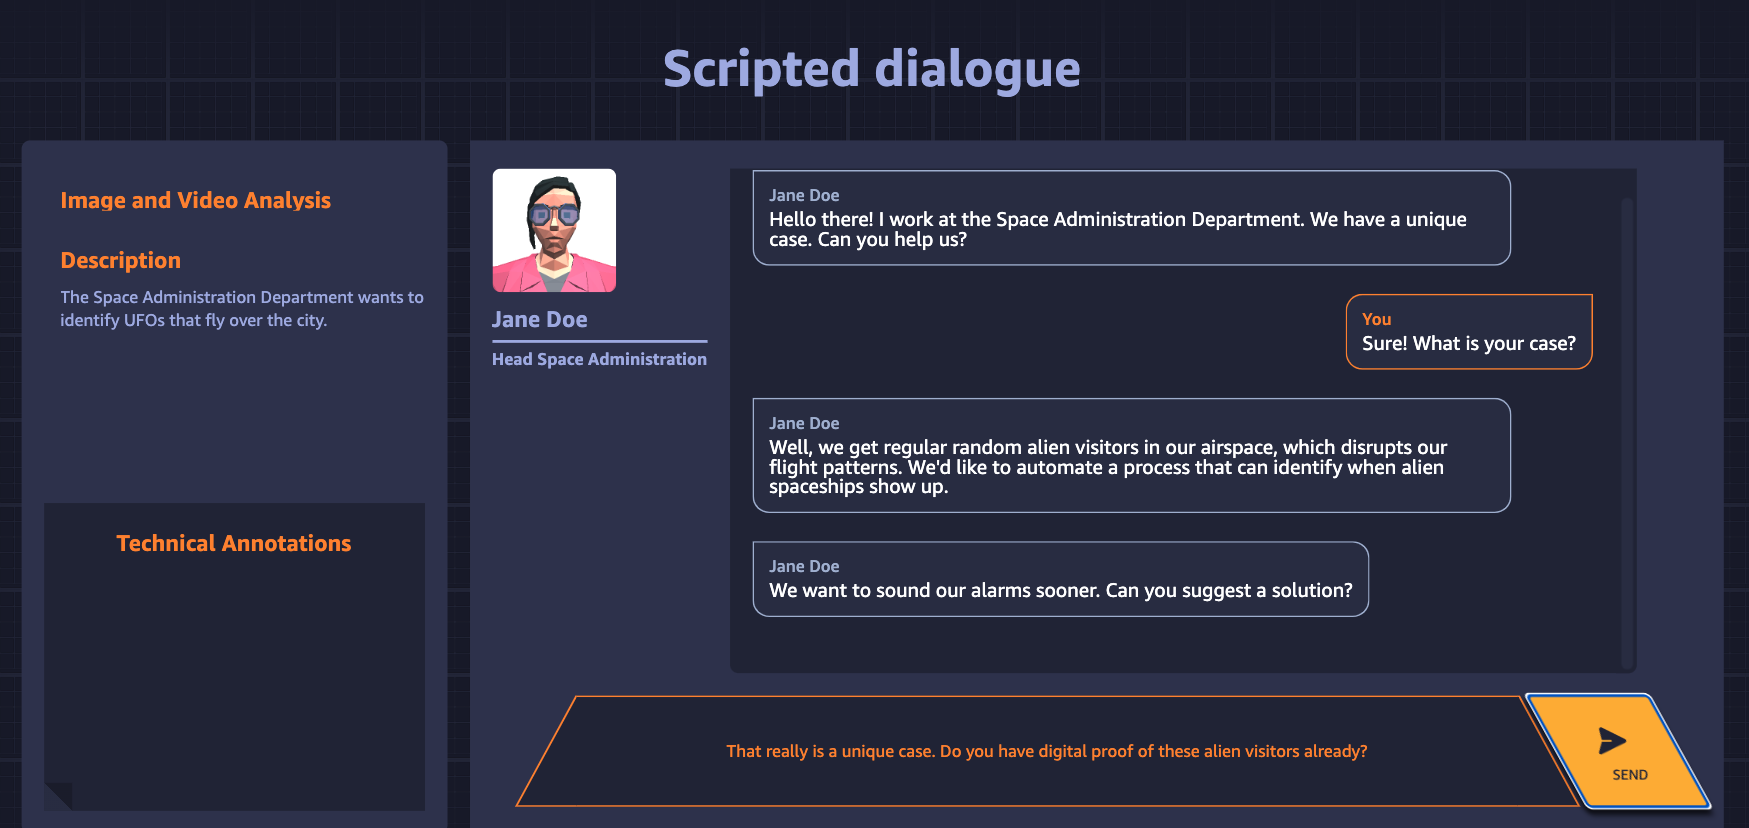 Scripted dialogue
Image and Video Analysis
Description
The Space Administration Department wants to
identify UFOs that fly over the city.
Technical Annotations
Jane Doe
Head Space Administration
Jane Doe
Hello there! I work at the Space Administration Department. We have a unique
case. Can you help us?
You
Sure! What is your case?
Jane Doe
Well, we get regular random alien visitors in our airspace, which disrupts our
flight patterns. We'd like to automate a process that can identify when alien
spaceships show up.
Jane Doe
We want to sound our alarms sooner. Can you suggest a solution?
That really is a unique case. Do you have digital proof of these alien visitors already?
SEND